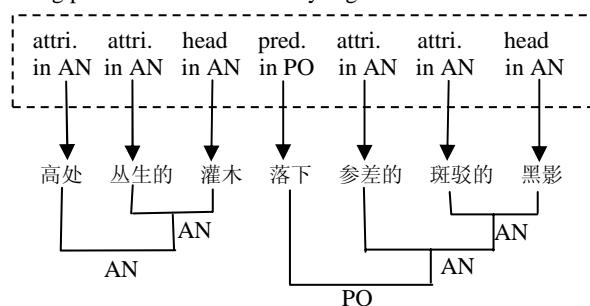 attri. attri. head pred. attri. attri. head
in AN in AN in AN in PO in AN in AN in AN
高处 丛生的 灌木 落下 参差的 斑驳的 黑影
AN AN
AN AN
PO